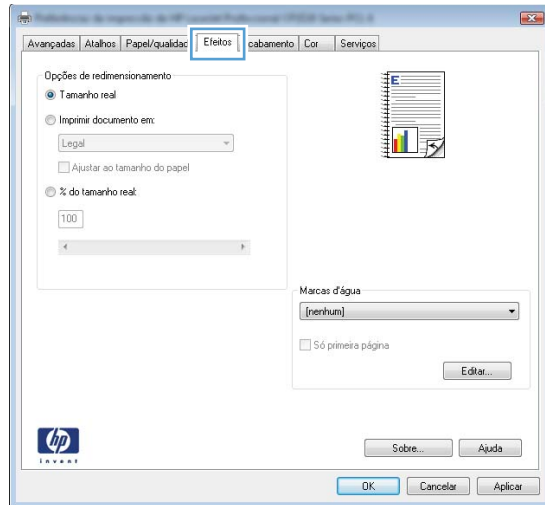 Avançadas Atalhos Papel/qualidad Efeitos cabamento Cor Serviços
Opções de redimensionamento
Tamanho real
Imprimir documento em:
Legal
Ajustar ao tamanho do papel
% do tamanho real:
100
E
Marcas d'água
[nenhum]
Só primeira página
Editar...
hp
invent
Sobre... Ajuda
OK Cancelar Aplicar